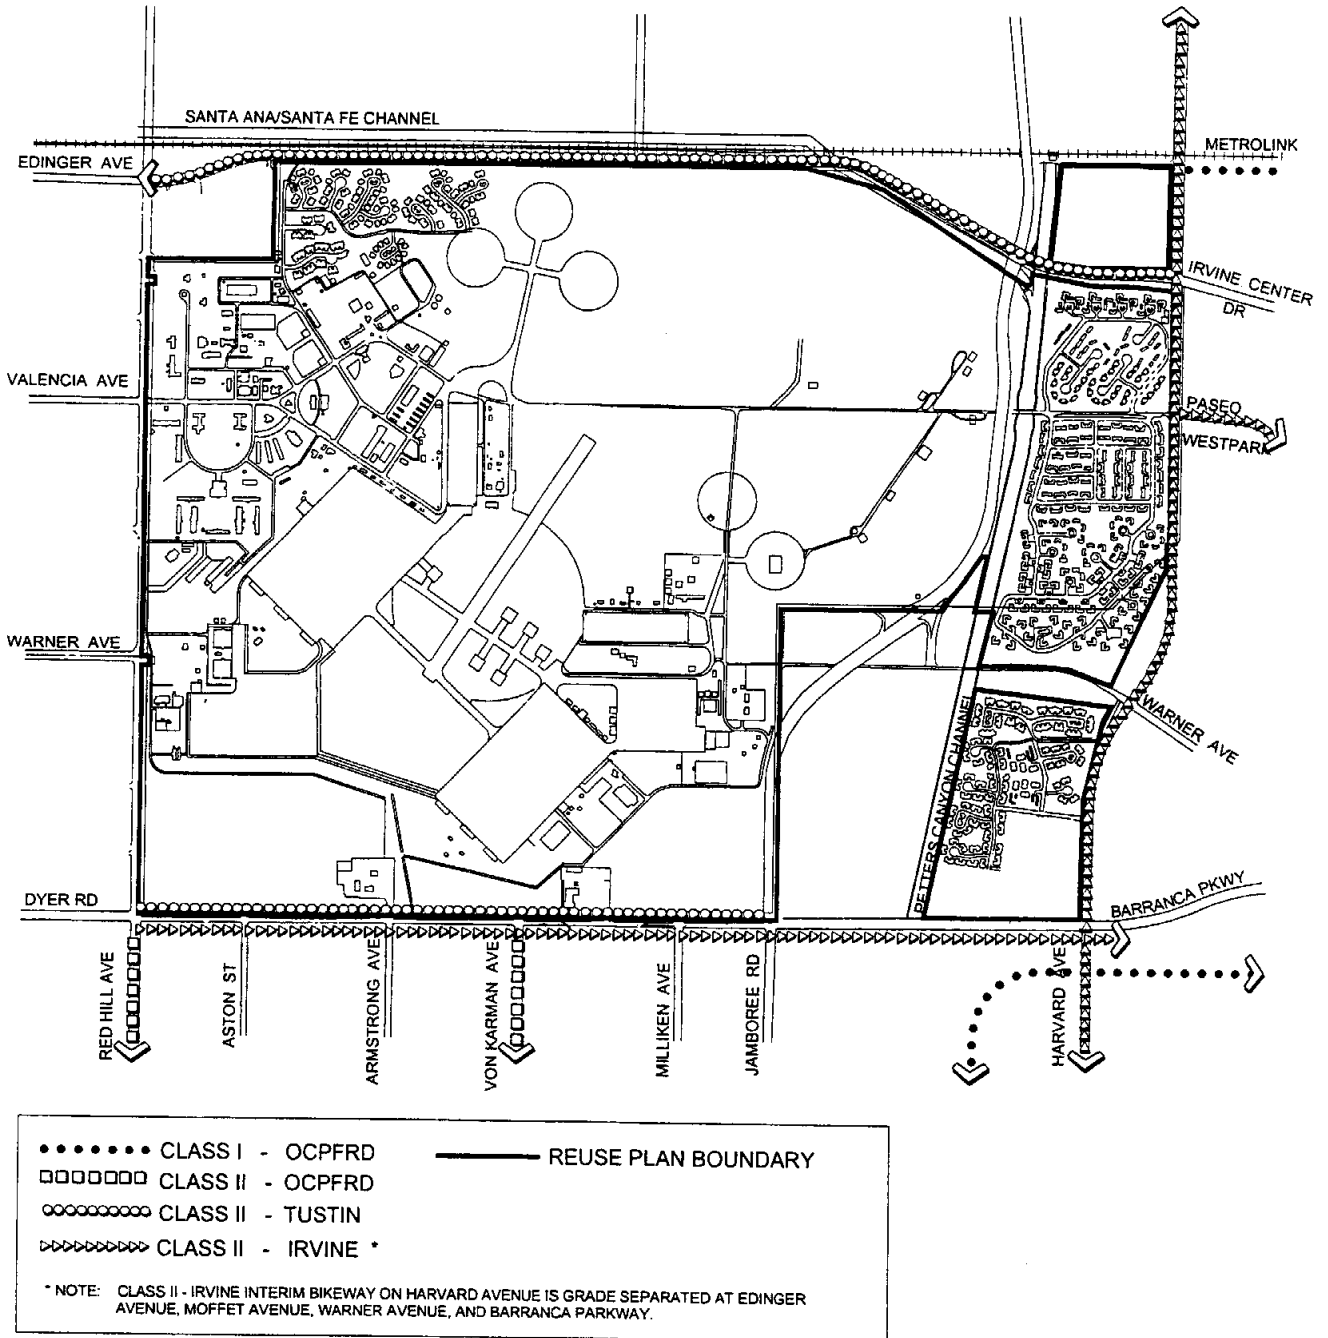 SANTA ANA/SANTA FE CHANNEL
METROLINK
EDINGER AVE
IRVINE CENTER
DR
VALENCIA AVE
PASEO
WESTPARK
WARNER AVE
WARNER AVE
PETTERS CANYON CHANNEL
DYER RD
BARRANCA PKWY
RED HILL AVE
ASTON ST
ARMSTRONG AVE
VON KARMAN AVE
MILLIKEN AVE
JAMBOREE RD
HARVARD AVE
CLASS I - OCPFRD
REUSE PLAN BOUNDARY
CLASS II - OCPFRD
CLASS II - TUSTIN
CLASS II - IRVINE *
* NOTE: CLASS II - IRVINE INTERIM BIKEWAY ON HARVARD AVENUE IS GRADE SEPARATED AT EDINGER
AVENUE, MOFFET AVENUE, WARNER AVENUE, AND BARRANCA PARKWAY.